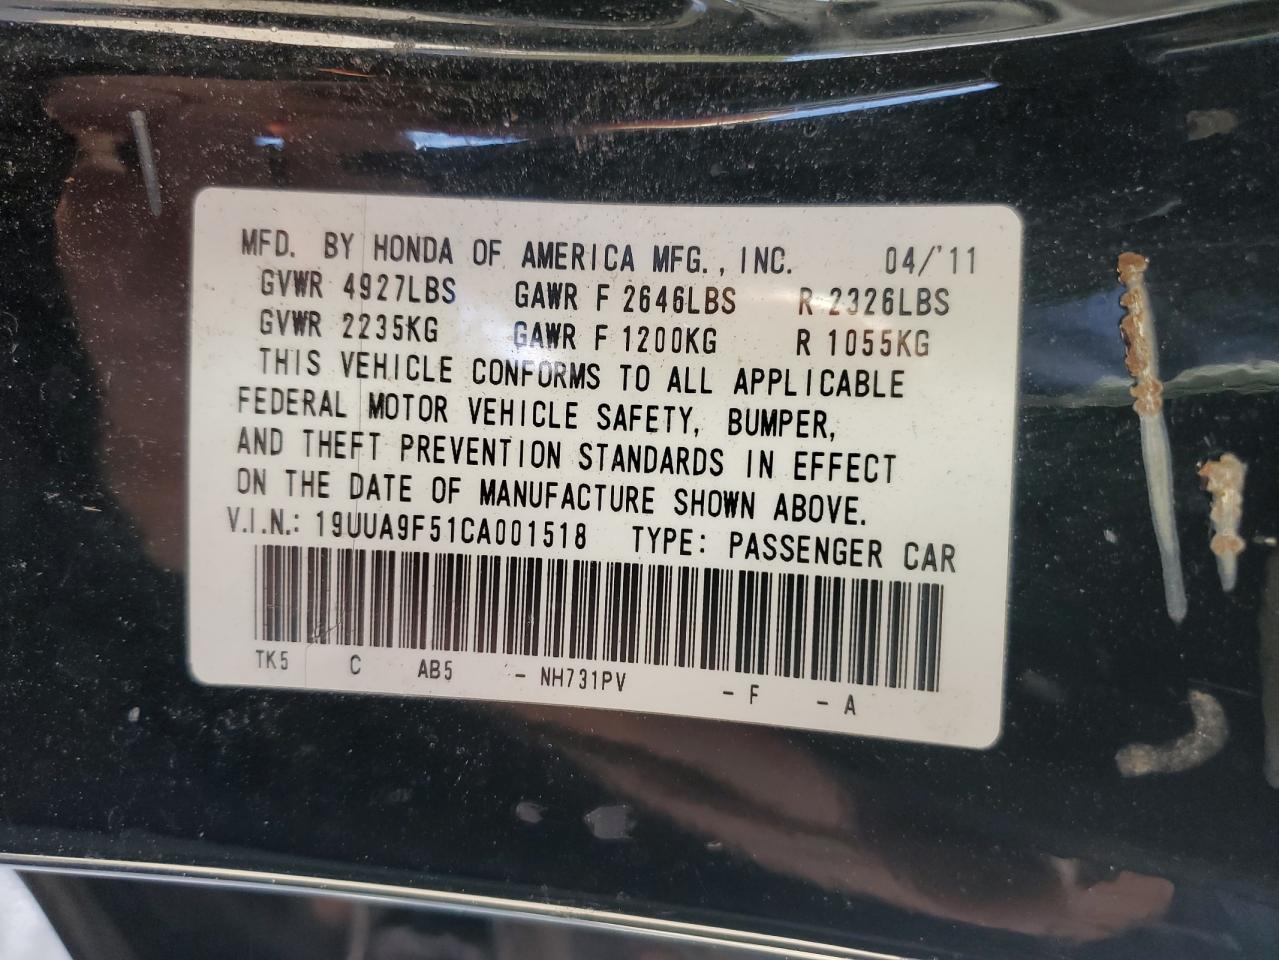 MFD. BY HONDA OF AMERICA MFG., INC. 04/'11
GVWR 4927LBS GAWR F 2646LBS R 2326LBS
GVWR 2235KG GAWR F 1200KG R 1055KG
THIS VEHICLE CONFORMS TO ALL APPLICABLE
FEDERAL MOTOR VEHICLE SAFETY, BUMPER,
AND THEFT PREVENTION STANDARDS IN EFFECT
ON THE DATE OF MANUFACTURE SHOWN ABOVE.
V.I.N.: 19UUA9F51CA001518 TYPE: PASSENGER CAR
TK5 C AB5 - NH731PV - F - A